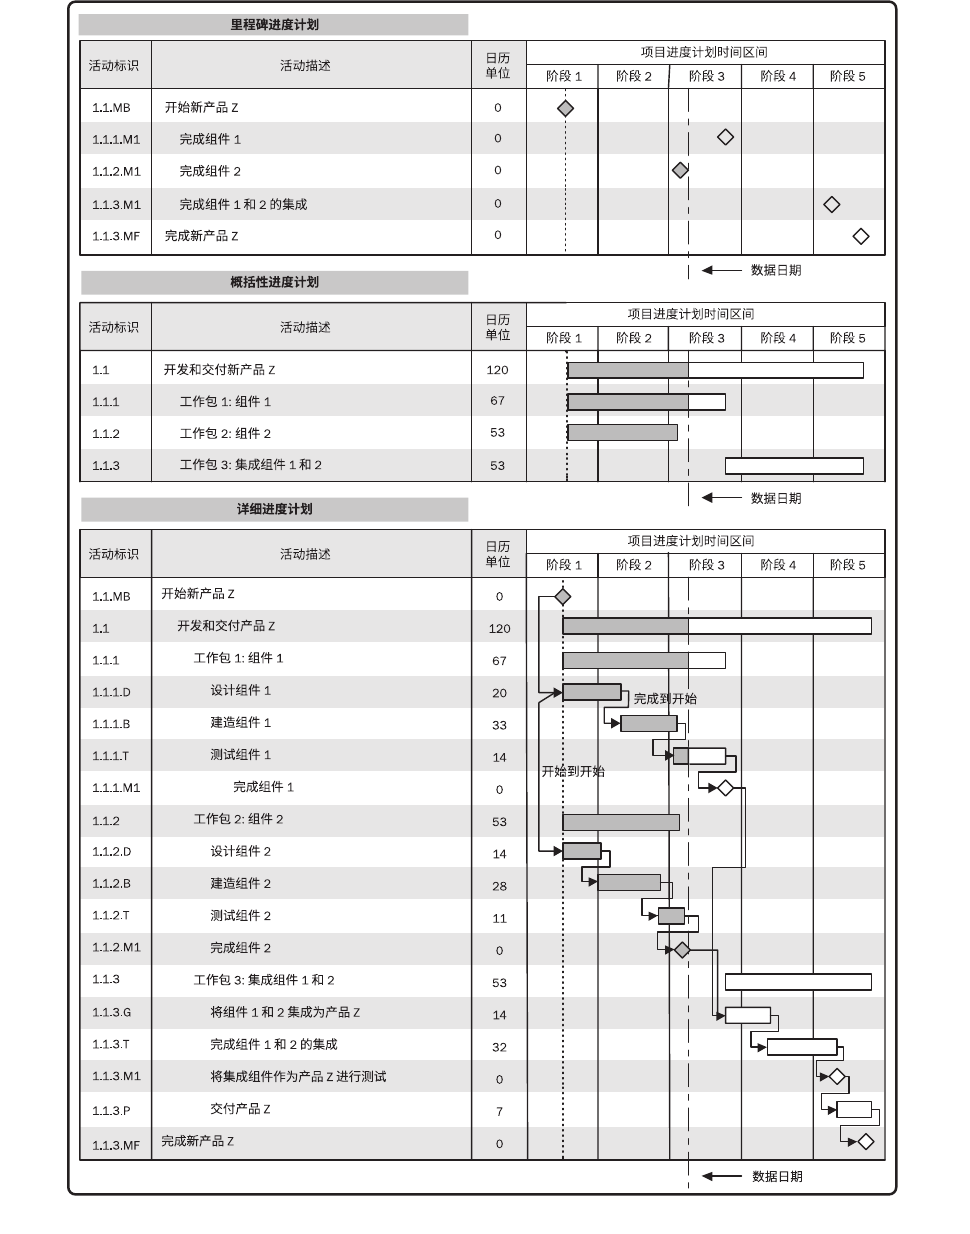 里程碑进度计划
活动标识 活动描述 日历单位 项目进度计划时间区间
阶段 1 阶段 2 阶段 3 阶段 4 阶段 5
1.1.MB 开始新产品 Z 0
1.1.1.M1 完成组件 1 0
1.1.2.M1 完成组件 2 0
1.1.3.M1 完成组件 1 和 2 的集成 0
1.1.3.MF 完成新产品 Z 0
数据日期
概括性进度计划
活动标识 活动描述 日历单位 项目进度计划时间区间
阶段 1 阶段 2 阶段 3 阶段 4 阶段 5
1.1 开发和交付新产品 Z 120
1.1.1 工作包 1: 组件 1 67
1.1.2 工作包 2: 组件 2 53
1.1.3 工作包 3: 集成组件 1 和 2 53
数据日期
详细进度计划
活动标识 活动描述 日历单位 项目进度计划时间区间
阶段 1 阶段 2 阶段 3 阶段 4 阶段 5
1.1.MB 开始新产品 Z 0
1.1 开发和交付产品 Z 120
1.1.1 工作包 1: 组件 1 67
1.1.1.D 设计组件 1 20
完成到开始
1.1.1.B 建造组件 1 33
1.1.1.T 测试组件 1 14
开始到开始
1.1.1.M1 完成组件 1 0
1.1.2 工作包 2: 组件 2 53
1.1.2.D 设计组件 2 14
1.1.2.B 建造组件 2 28
1.1.2.T 测试组件 2 11
1.1.2.M1 完成组件 2 0
1.1.3 工作包 3: 集成组件 1 和 2 53
1.1.3.G 将组件 1 和 2 集成为产品 Z 14
1.1.3.T 完成组件 1 和 2 的集成 32
1.1.3.M1 将集成组件作为产品 Z 进行测试 0
1.1.3.P 交付产品 Z 7
1.1.3.MF 完成新产品 Z 0
数据日期